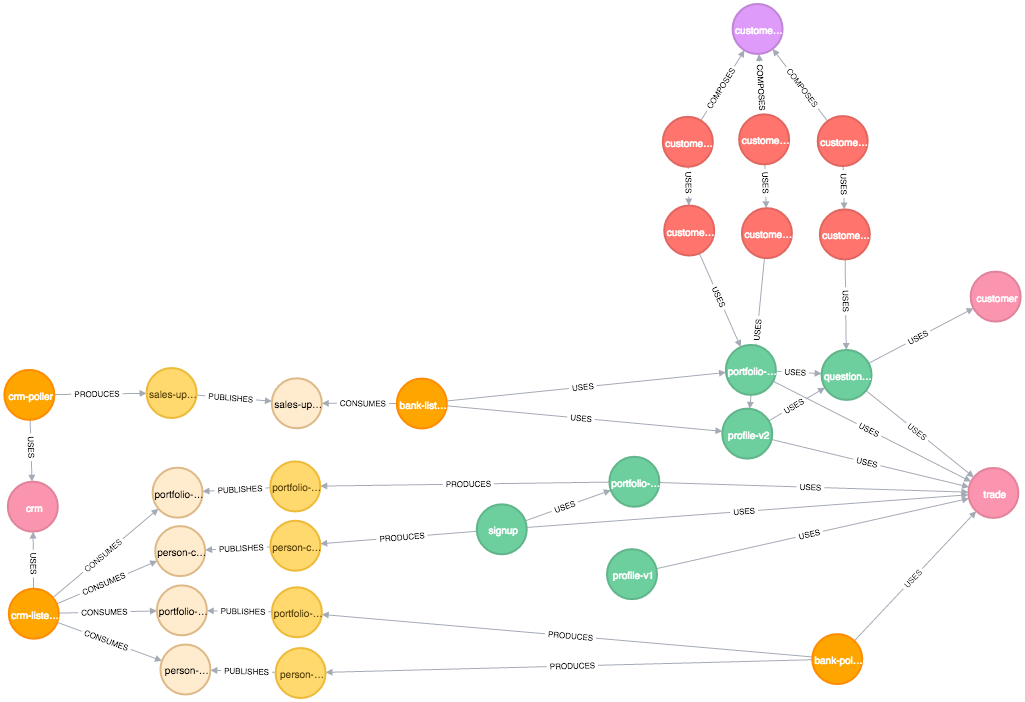 custome...
COMPOSES
COMPOSES
COMPOSES
custome...
custome...
custome...
USES
USES
USES
custome...
custome...
custome...
USES
USES
USES
customer
USES
portfolio-...
USES
question...
crm-poller
PRODUCES
sales-up...
PUBLISHES
sales-up...
CONSUMES
bank-list...
USES
USES
USES
profile-v2
USES
USES
USES
USES
crm
USES
portfolio-...
PUBLISHES
portfolio-...
PRODUCES
portfolio-...
USES
trade
USES
signup
USES
PRODUCES
person-c...
PUBLISHES
person-c...
CONSUMES
CONSUMES
USES
profile-v1
USES
crm-liste...
CONSUMES
portfolio-...
PUBLISHES
portfolio-...
PRODUCES
USES
CONSUMES
person-...
PUBLISHES
person-...
PRODUCES
bank-pol...